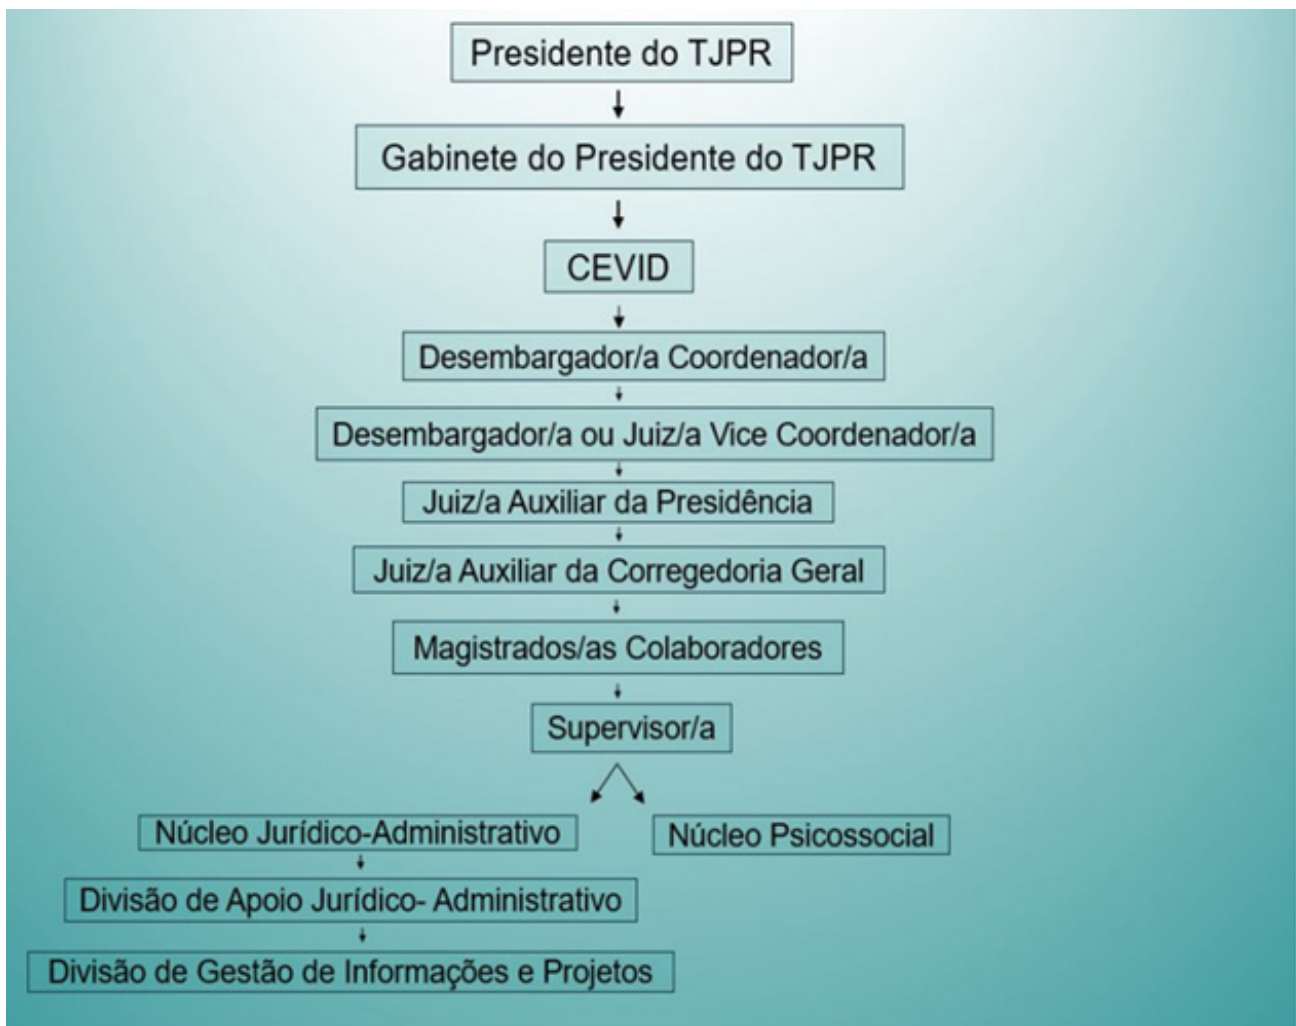 Presidente do TJPR
Gabinete do Presidente do TJPR
CEVID
Desembargador/a Coordenador/a
Desembargador/a ou Juiz/a Vice Coordenador/a
Juiz/a Auxiliar da Presidência
Juiz/a Auxiliar da Corregedoria Geral
Magistrados/as Colaboradores
Supervisor/a
Núcleo Jurídico-Administrativo
Núcleo Psicossocial
Divisão de Apoio Jurídico- Administrativo
Divisão de Gestão de Informações e Projetos